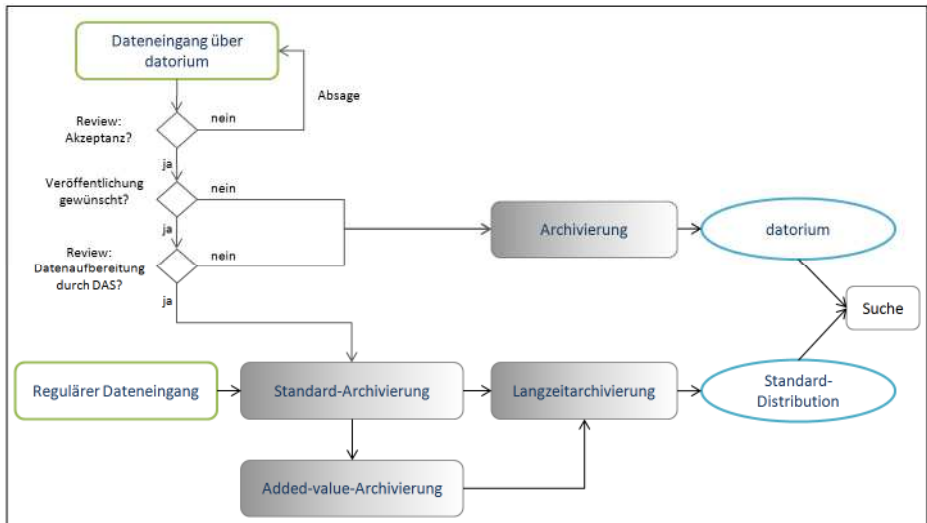 Dateneingang über
datorium
Absage
Review:
Akzeptanz?
nein
ja
Veröffentlichung
gewünscht?
nein
ja
Review:
Datenaufbereitung
durch DAS?
nein
ja
Archivierung
datorium
Suche
Regulärer Dateneingang
Standard-Archivierung
Langzeitarchivierung
Standard-
Distribution
Added-value-Archivierung